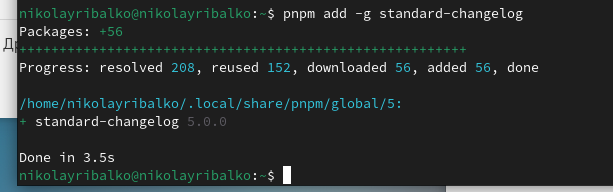 nikolayribalko@nikolayribalko:~$ pnpm add -g standard-changelog
Packages: +56
++++++++++++++++++++++++++++++++++++++++++++++++++++++++
Др
Progress: resolved 208, reused 152, downloaded 56, added 56, done
/home/nikolayribalko/.local/share/pnpm/global/5:
+ standard-changelog 5.0.0
Done in 3.5s
nikolayribalko@nikolayribalko:~$